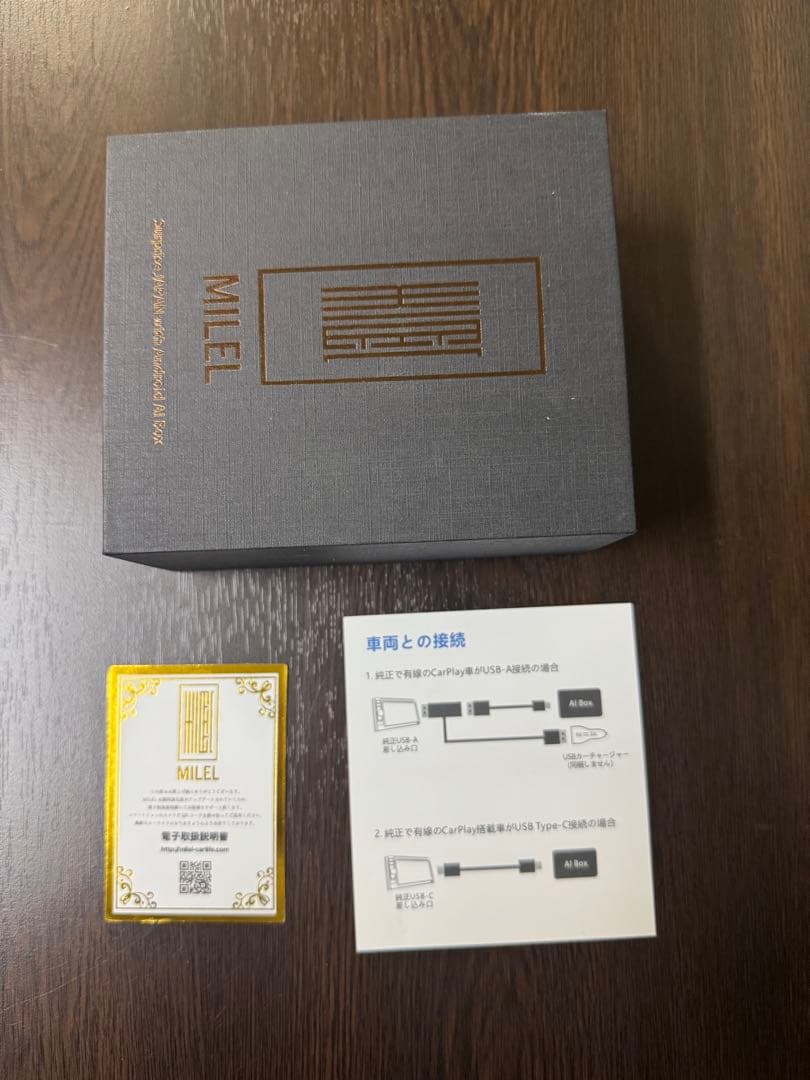 MILEL
Surprise JAPAN with Android AI Box
車両との接続
1. 純正で有線のCarPlay車がUSB-A接続の場合
AI Box
純正USB-A
差し込み口
USBカーチャージャー
(同梱しません)
2. 純正で有線のCarPlay搭載車がUSB Type-C接続の場合
AI Box
純正USB-C
差し込み口
MILEL
電子取扱説明書
http://milel-carlife.com